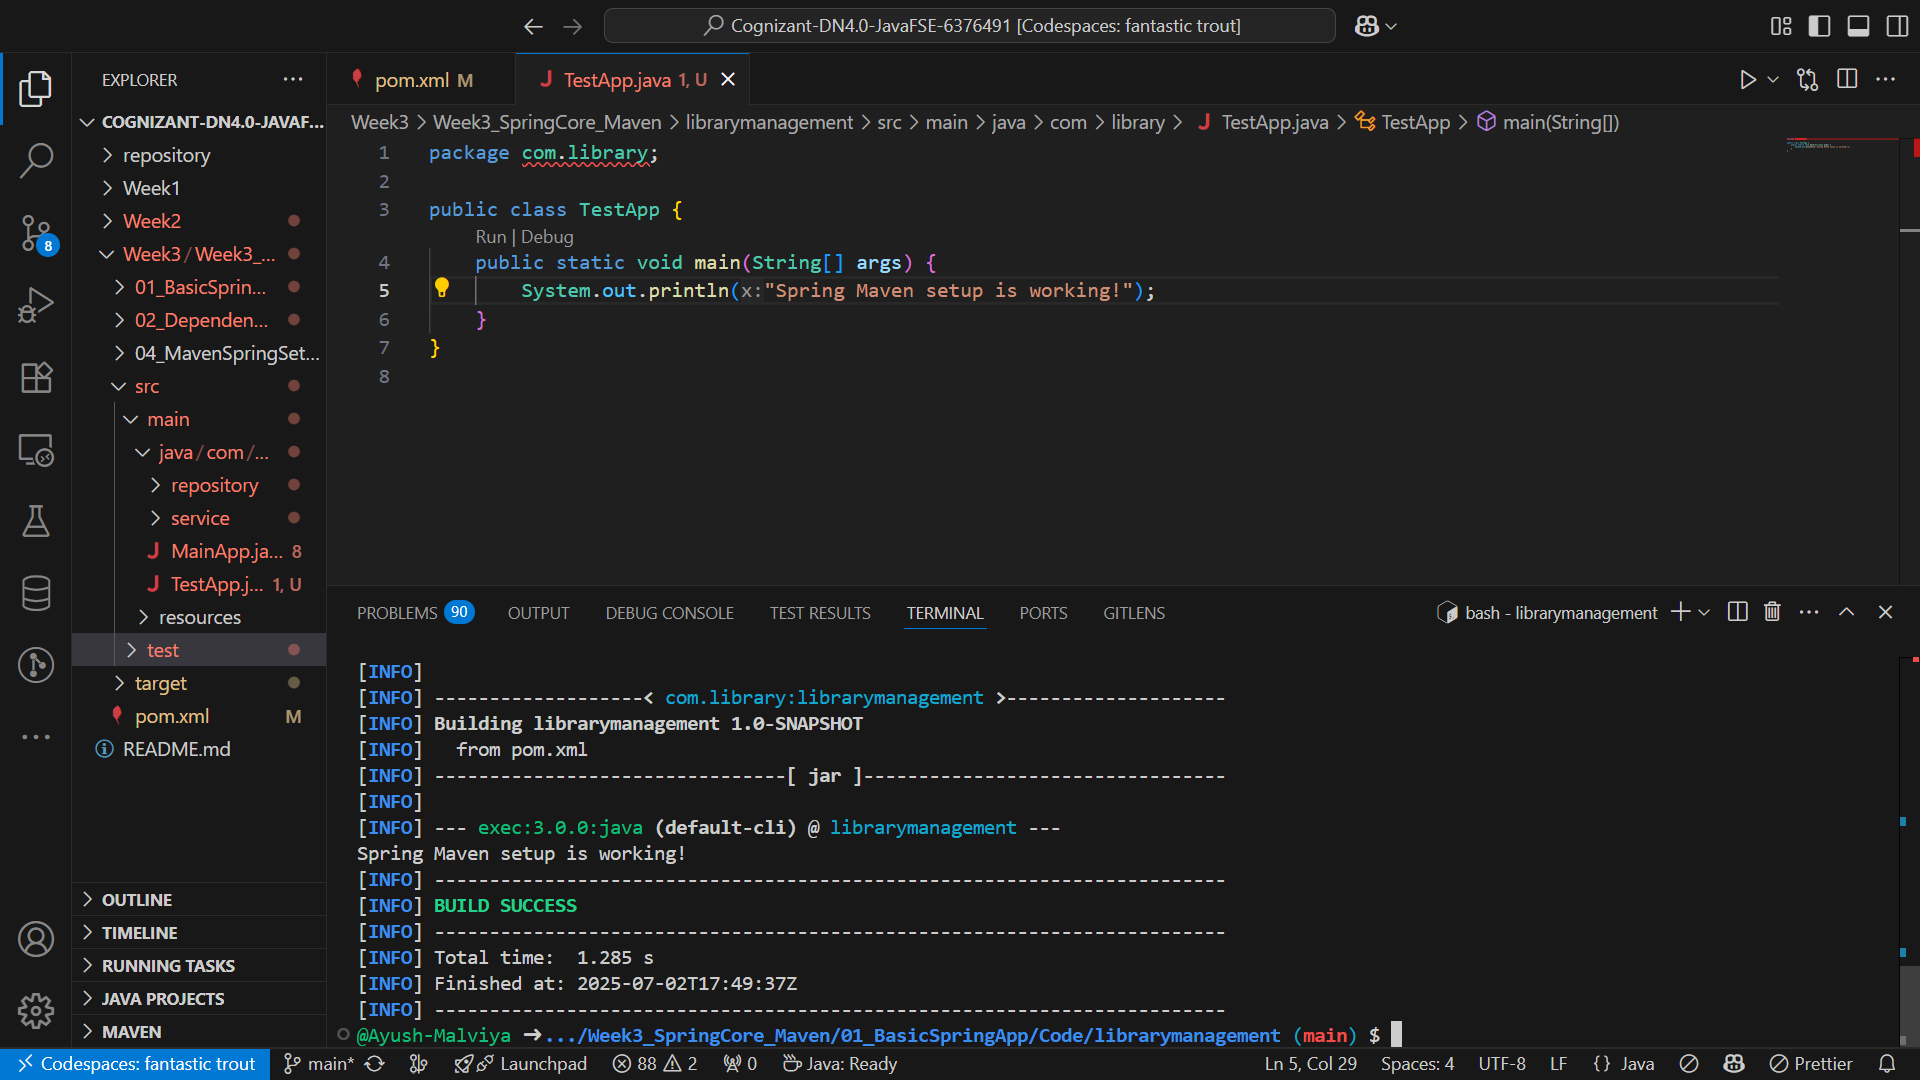 Cognizant-DN4.0-JavaFSE-6376491 [Codespaces: fantastic trout]
EXPLORER
COGNIZANT-DN4.0-JAVAF...
repository
Week1
Week2
Week3 / Week3_...
01_BasicSprin...
02_Dependen...
04_MavenSpringSet...
src
main
java / com / ...
repository
service
MainApp.ja... 8
TestApp.j... 1, U
resources
test
target
pom.xml M
README.md
OUTLINE
TIMELINE
RUNNING TASKS
JAVA PROJECTS
MAVEN
8
pom.xml M
TestApp.java 1, U
Week3 > Week3_SpringCore_Maven > librarymanagement > src > main > java > com > library > J TestApp.java > TestApp > main(String[])
1 package com.library;
2
3 public class TestApp {
Run | Debug
4 public static void main(String[] args) {
5 System.out.println(x:"Spring Maven setup is working!");
6 }
7 }
8
PROBLEMS 90 OUTPUT DEBUG CONSOLE TEST RESULTS TERMINAL PORTS GITLENS
bash - librarymanagement
[INFO]
[INFO] -------------------< com.library:librarymanagement >--------------------
[INFO] Building librarymanagement 1.0-SNAPSHOT
[INFO]   from pom.xml
[INFO] --------------------------------[ jar ]---------------------------------
[INFO]
[INFO] --- exec:3.0.0:java (default-cli) @ librarymanagement ---
Spring Maven setup is working!
[INFO] ------------------------------------------------------------------------
[INFO] BUILD SUCCESS
[INFO] ------------------------------------------------------------------------
[INFO] Total time:  1.285 s
[INFO] Finished at: 2025-07-02T17:49:37Z
[INFO] ------------------------------------------------------------------------
@Ayush-Malviya ➜ .../Week3_SpringCore_Maven/01_BasicSpringApp/Code/librarymanagement (main) $
Codespaces: fantastic trout main* Launchpad 88 2 0 Java: Ready Ln 5, Col 29 Spaces: 4 UTF-8 LF {} Java Prettier